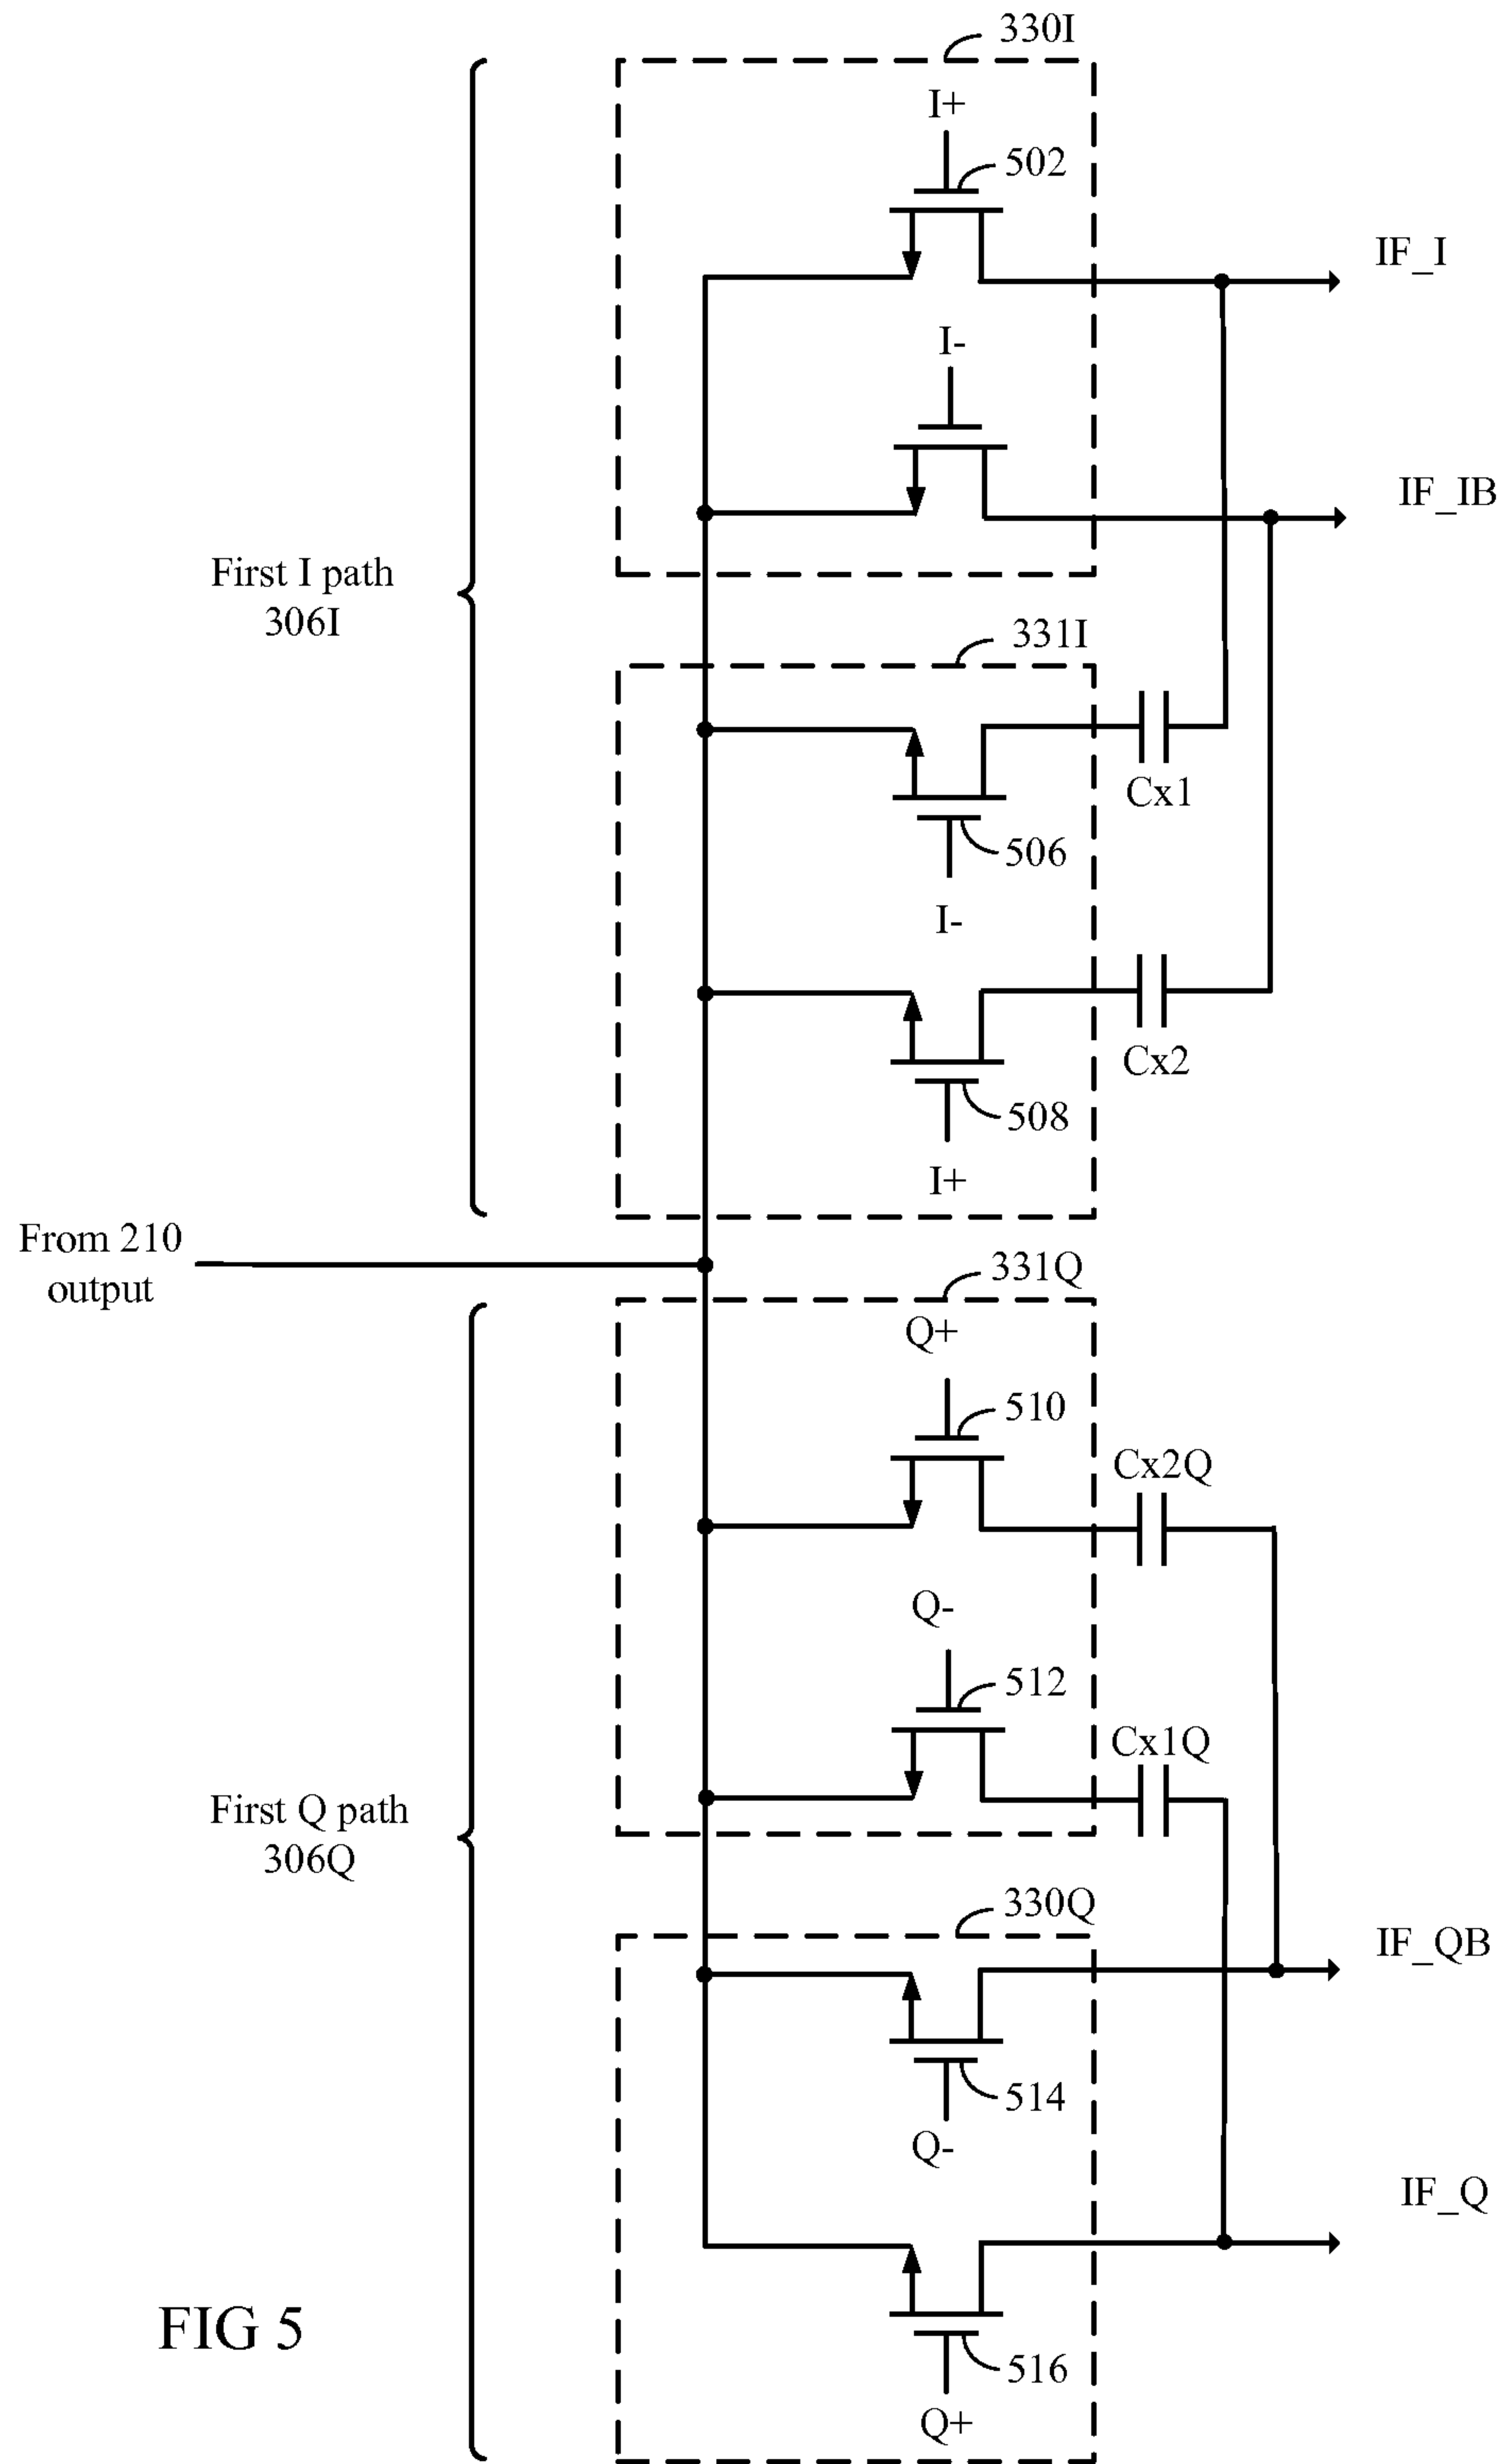 330I
I+
502
IF_I
I-
IF_IB
First I path
306I
331I
Cx1
506
I-
Cx2
508
I+
From 210
output
331Q
Q+
510
Cx2Q
Q-
512
Cx1Q
First Q path
306Q
330Q
IF_QB
514
Q-
IF_Q
FIG 5
516
Q+